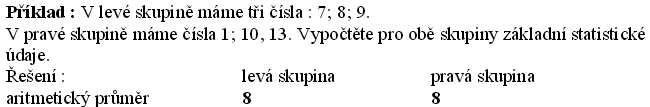 Příklad : V levé skupině máme tři čísla : 7; 8; 9.
V pravé skupině máme čísla 1; 10, 13. Vypočtěte pro obě skupiny základní statistické
údaje.
Řešení : levá skupina pravá skupina
aritmetický průměr 8 8